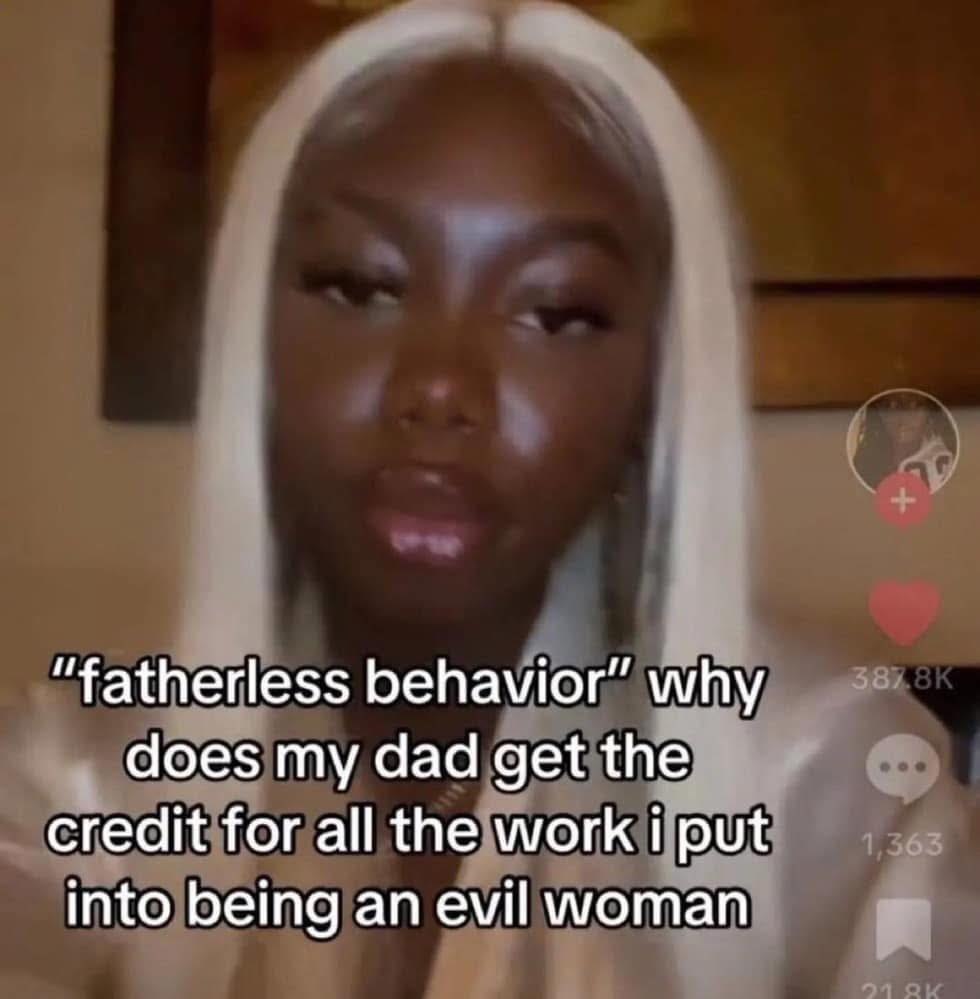 "fatherless behavior" why
does my dad get the
credit for all the work i put
into being an evil woman
387.8K
1,363
21.8K